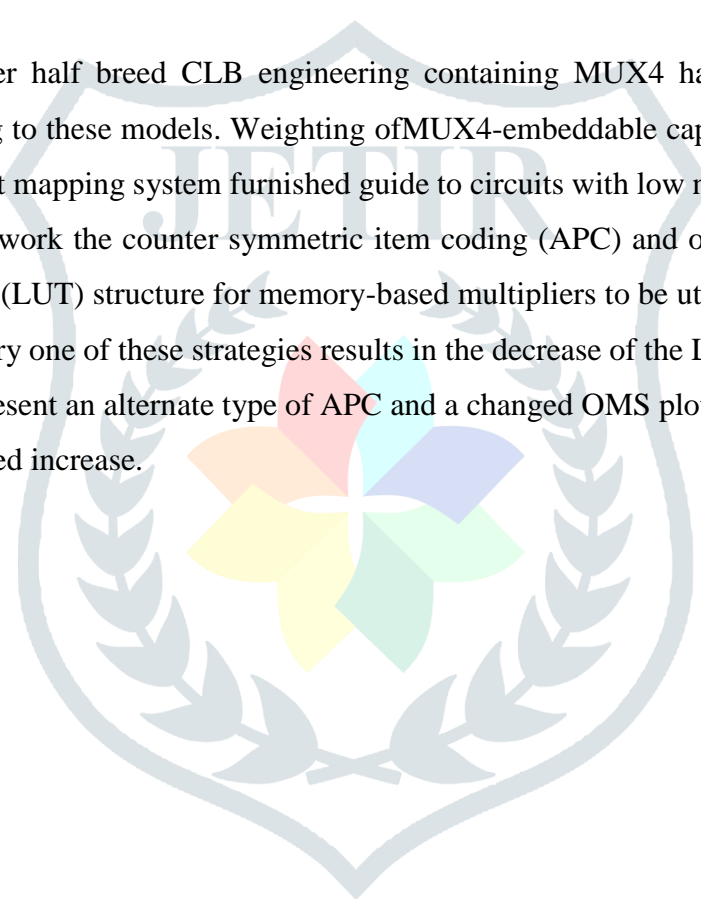 er half breed CLB engineering containing MUX4 ha
g to these models. Weighting ofMUX4-embeddable cap
t mapping system furnished guide to circuits with low r
work the counter symmetric item coding (APC) and o
(LUT) structure for memory-based multipliers to be ut
ry one of these strategies results in the decrease of the L
esent an alternate type of APC and a changed OMS plo
ed increase.
JETIR